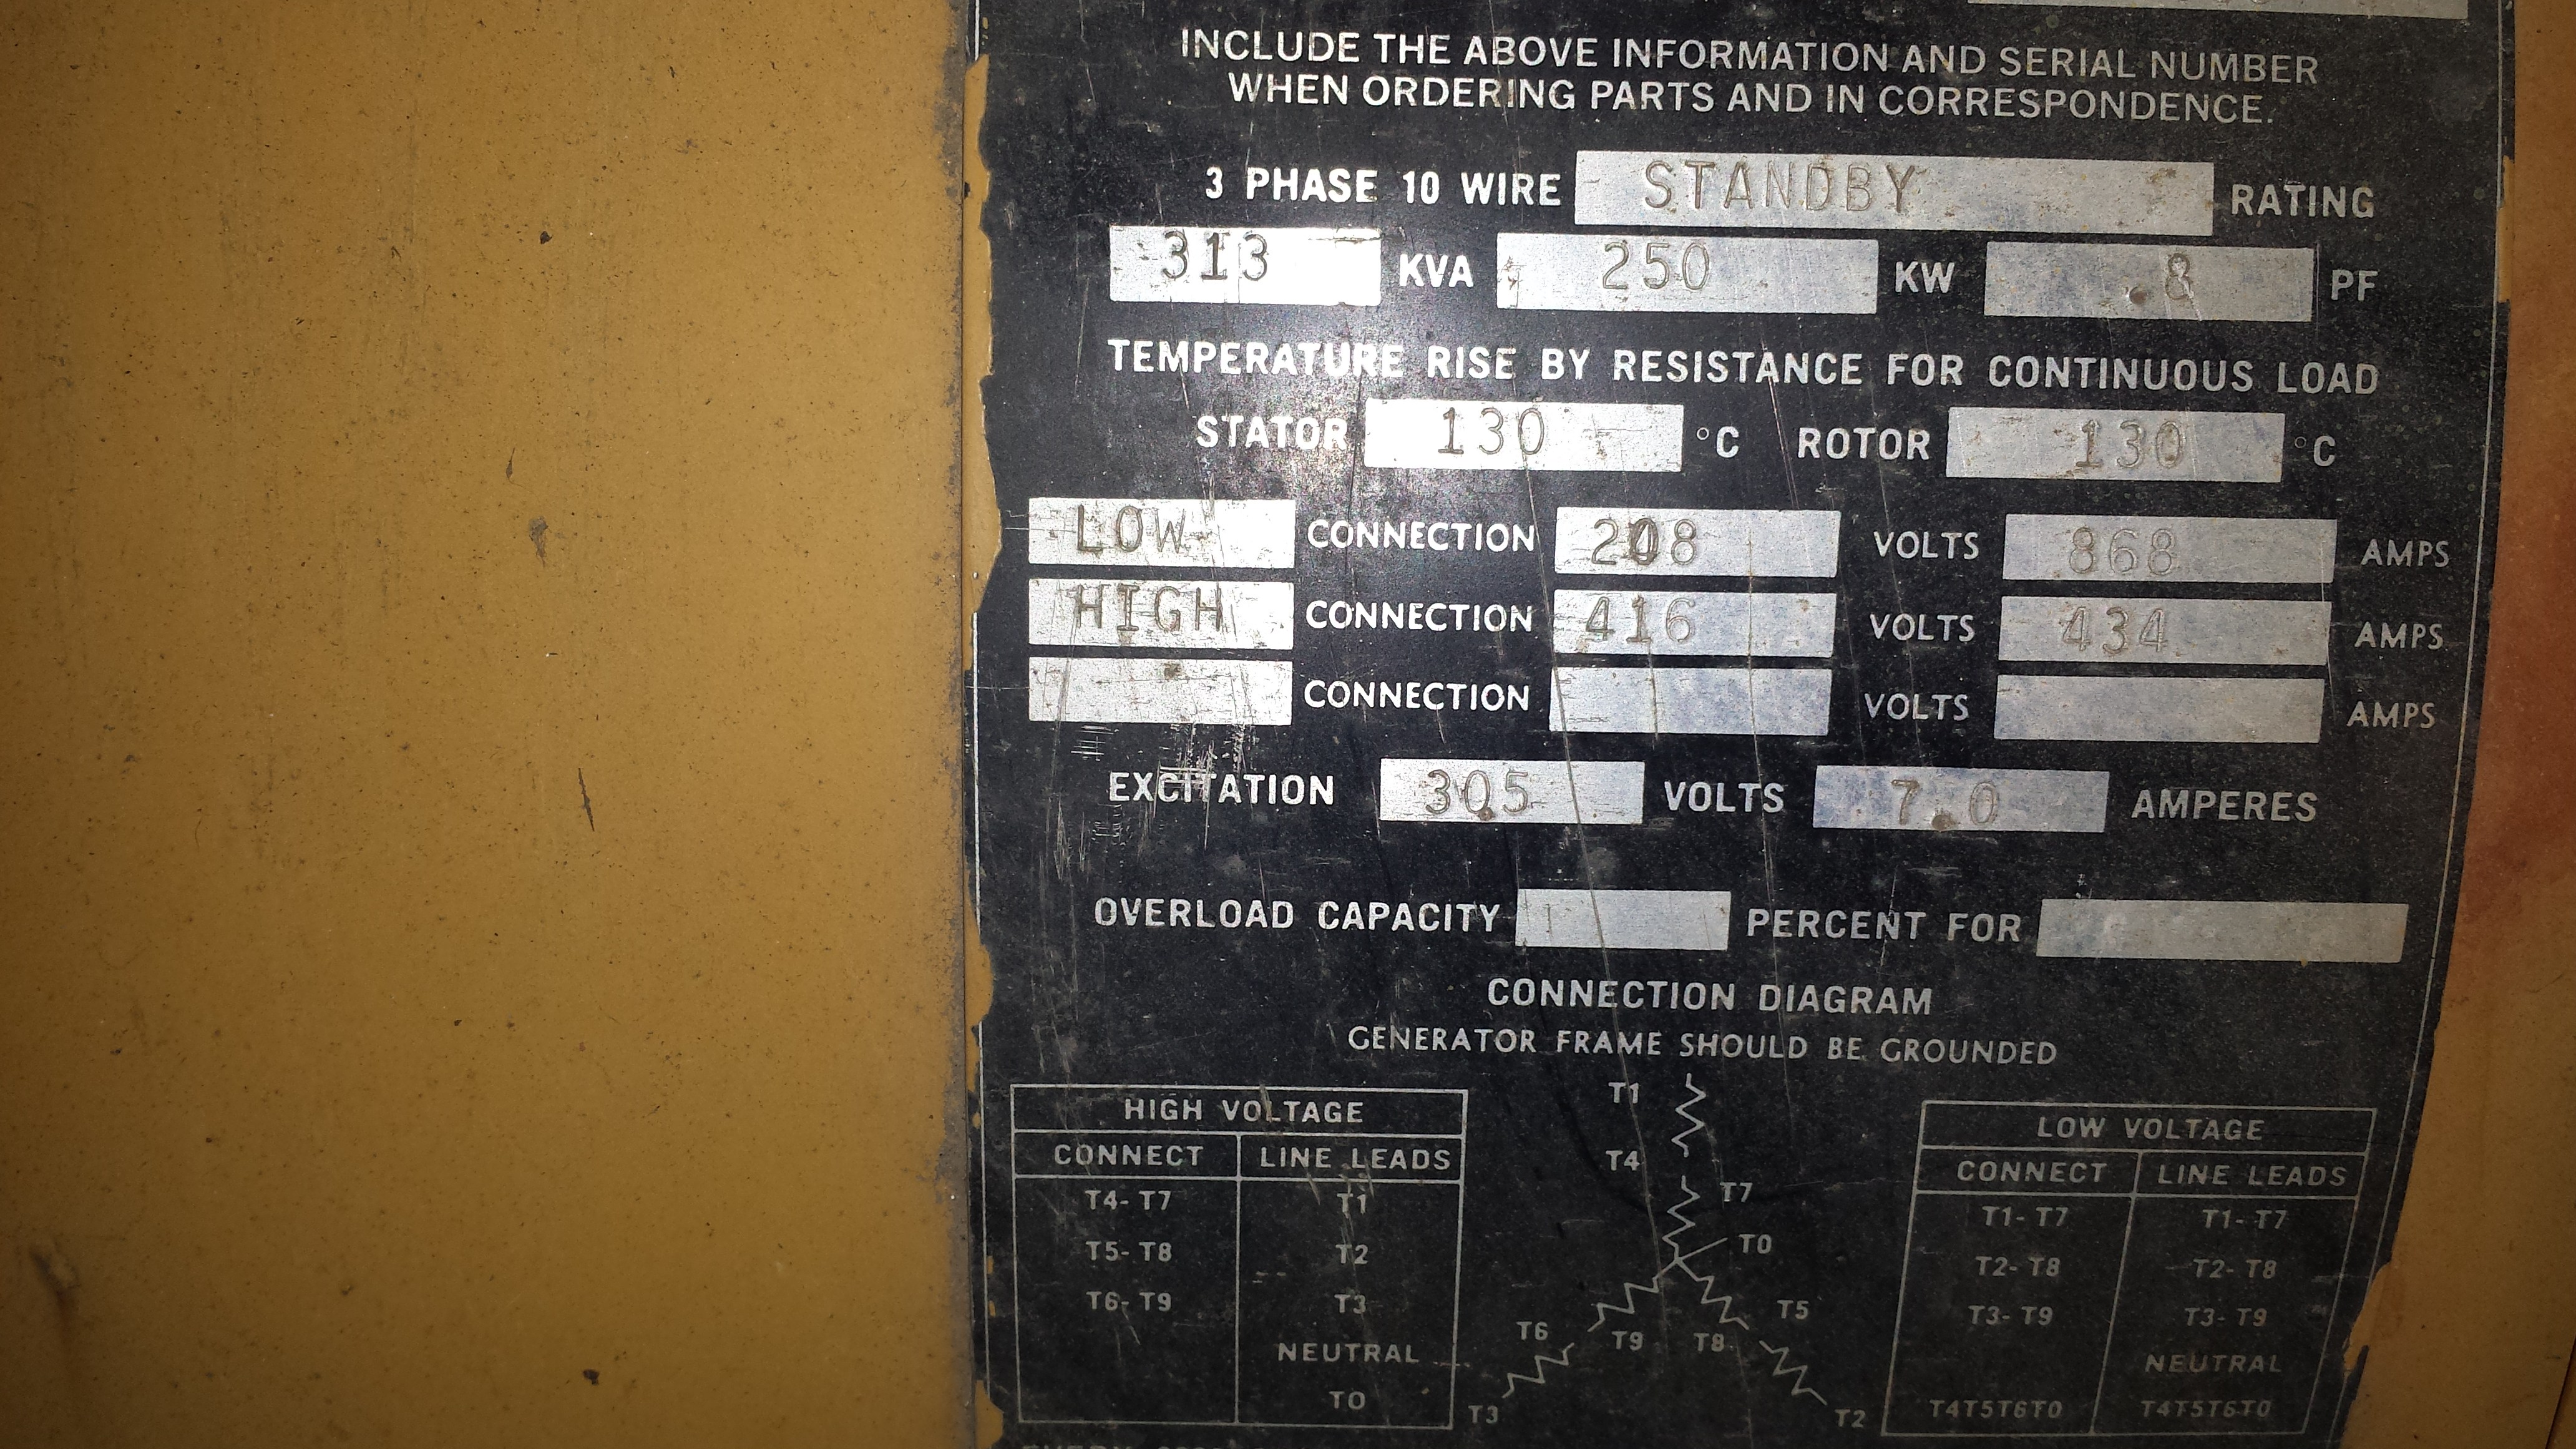 INCLUDE THE ABOVE INFORMATION AND SERIAL NUMBER
WHEN ORDERING PARTS AND IN CORRESPONDENCE.
3 PHASE 10 WIRE STANDBY RATING
313 KVA 250 KW .8 PF
TEMPERATURE RISE BY RESISTANCE FOR CONTINUOUS LOAD
STATOR 130 °C ROTOR 130 °C
LOW CONNECTION 208 VOLTS 868 AMPS
HIGH CONNECTION 416 VOLTS 434 AMPS
CONNECTION VOLTS AMPS
EXCITATION 305 VOLTS 7.0 AMPERES
OVERLOAD CAPACITY PERCENT FOR
CONNECTION DIAGRAM
GENERATOR FRAME SHOULD BE GROUNDED
HIGH VOLTAGE
CONNECT LINE LEADS
T4-T7 T1
T5-T8 T2
T6-T9 T3
NEUTRAL
TO
T1
T4
T7
TO
T5
T6 T9 T8
T3 T2
LOW VOLTAGE
CONNECT LINE LEADS
T1-T7 T1-T7
T2-T8 T2-T8
T3-T9 T3-T9
NEUTRAL
T4T5T6TO T4T5T6TO